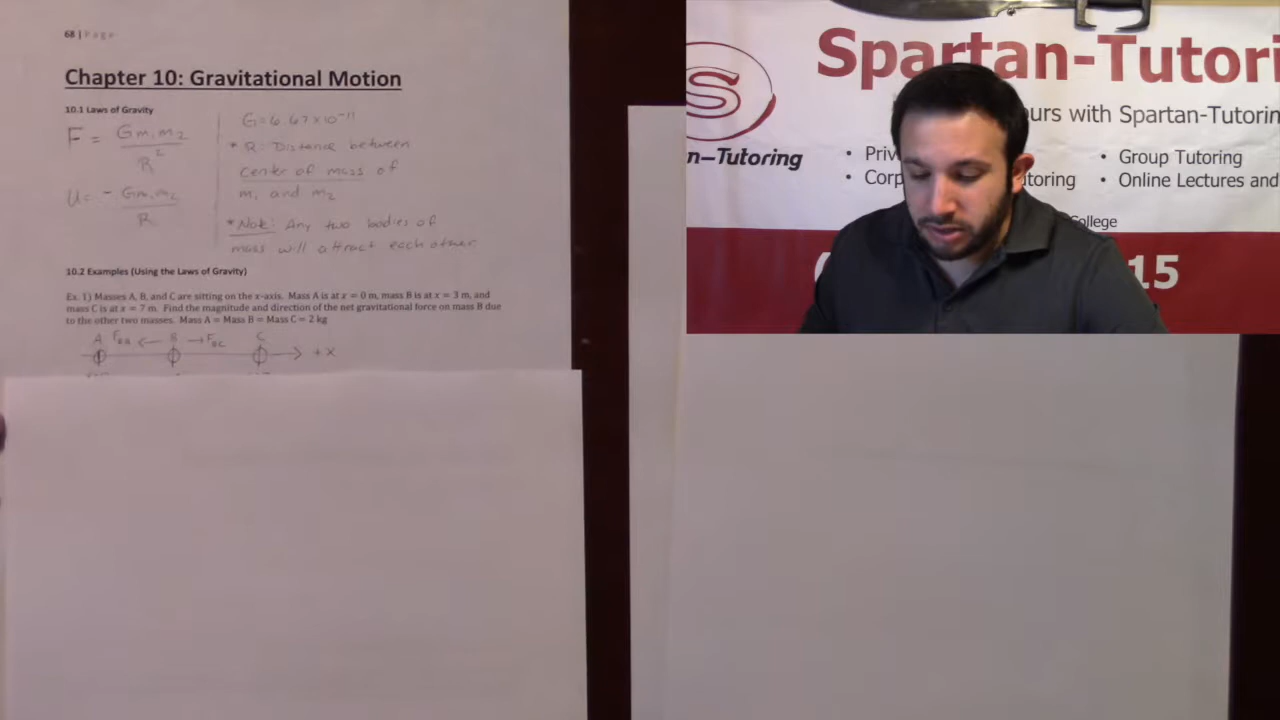 68 | Page
Chapter 10: Gravitational Motion
10.1 Laws of Gravity
F = Gm₁m₂ / R²
U = - Gm₁m₂ / R
G = 6.67 x 10⁻¹¹
* R: Distance between
center of mass of
m₁ and m₂
* Note: Any two bodies of
mass will attract each other
10.2 Examples (Using the Laws of Gravity)
Ex. 1) Masses A, B, and C are sitting on the x-axis. Mass A is at x = 0 m, mass B is at x = 3 m, and
mass C is at x = 7 m. Find the magnitude and direction of the net gravitational force on mass B due
to the other two masses. Mass A = Mass B = Mass C = 2 kg
A F_BA ← B → F_BC C
+x
Spartan-Tutori
S
n-Tutoring
ours with Spartan-Tutorin
• Priv
• Group Tutoring
• Corp
utoring
• Online Lectures and
College
15